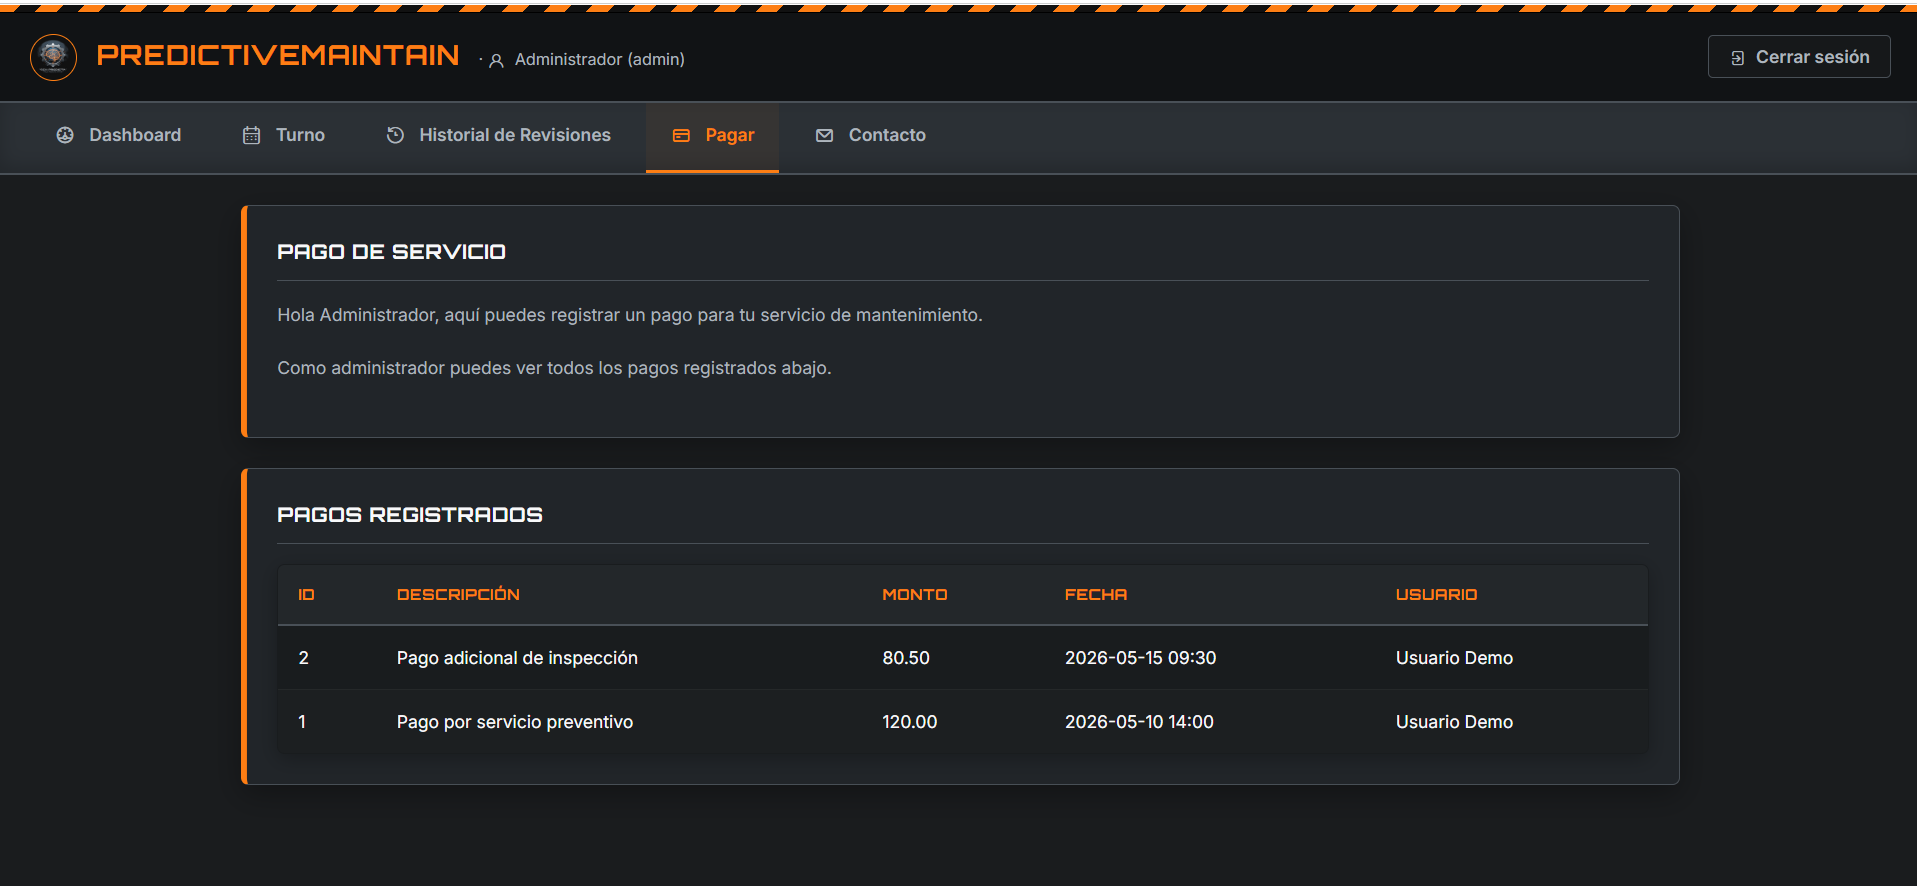 PREDICTIVEMAINTAIN · Administrador (admin) Cerrar sesión
Dashboard Turno Historial de Revisiones Pagar Contacto
PAGO DE SERVICIO
Hola Administrador, aquí puedes registrar un pago para tu servicio de mantenimiento.
Como administrador puedes ver todos los pagos registrados abajo.
PAGOS REGISTRADOS
ID DESCRIPCIÓN MONTO FECHA USUARIO
2 Pago adicional de inspección 80.50 2026-05-15 09:30 Usuario Demo
1 Pago por servicio preventivo 120.00 2026-05-10 14:00 Usuario Demo